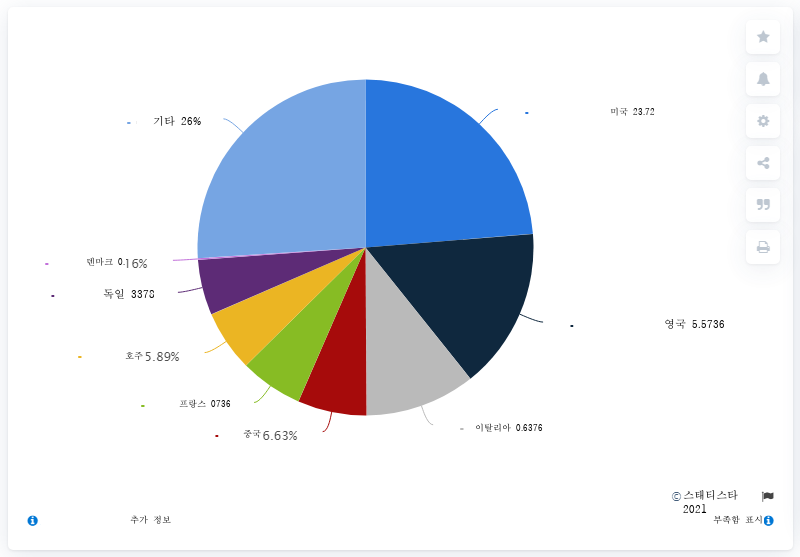 미국 23.72
기타 26%
덴마크 0.16%
독일 3378
영국 5.5736
호주 5.89%
프랑스 0736
중국 6.63%
이탈리아 0.6376
© 스태티스타
2021
추가 정보
부족함 표시